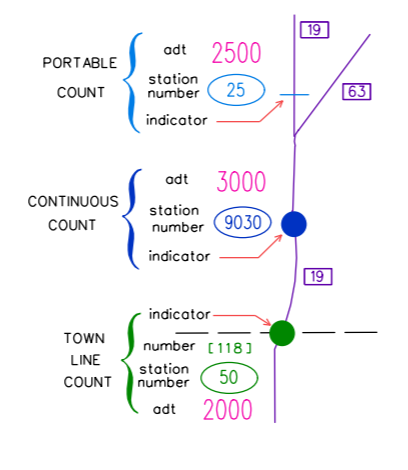 19
adt 2500
PORTABLE
COUNT
station
number 25
63
indicator
adt 3000
CONTINUOUS
COUNT
station
number 9030
indicator
19
indicator
TOWN
LINE
COUNT
number [118]
station
number 50
adt 2000